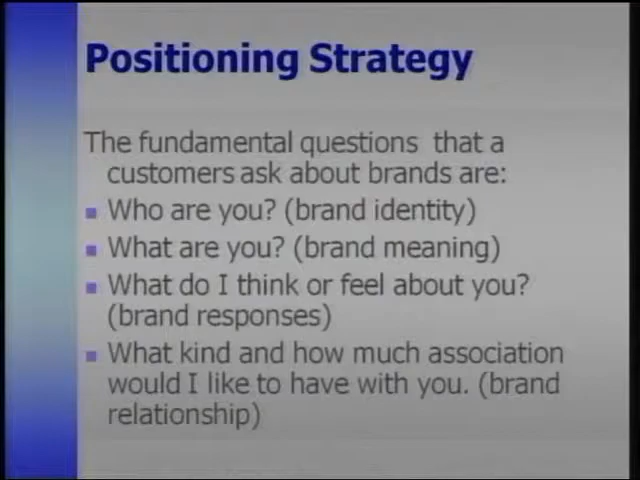 Positioning Strategy
The fundamental questions that a
customers ask about brands are:
Who are you? (brand identity)
What are you? (brand meaning)
What do I think or feel about you?
(brand responses)
What kind and how much association
would I like to have with you. (brand
relationship)